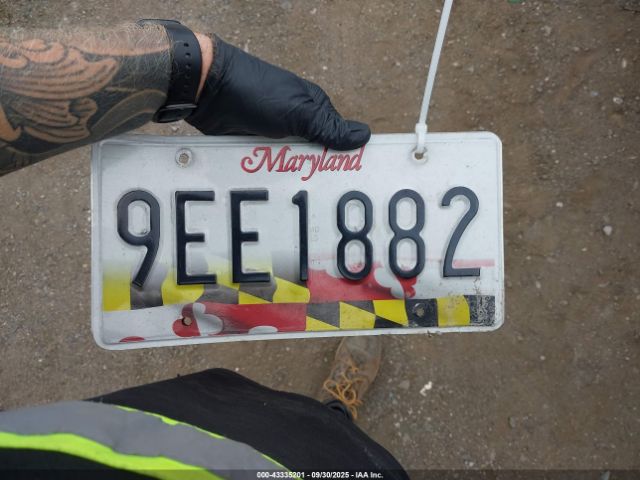 Maryland
9EE1882
000-43335201 - 09/30/2025 - IAA Inc.